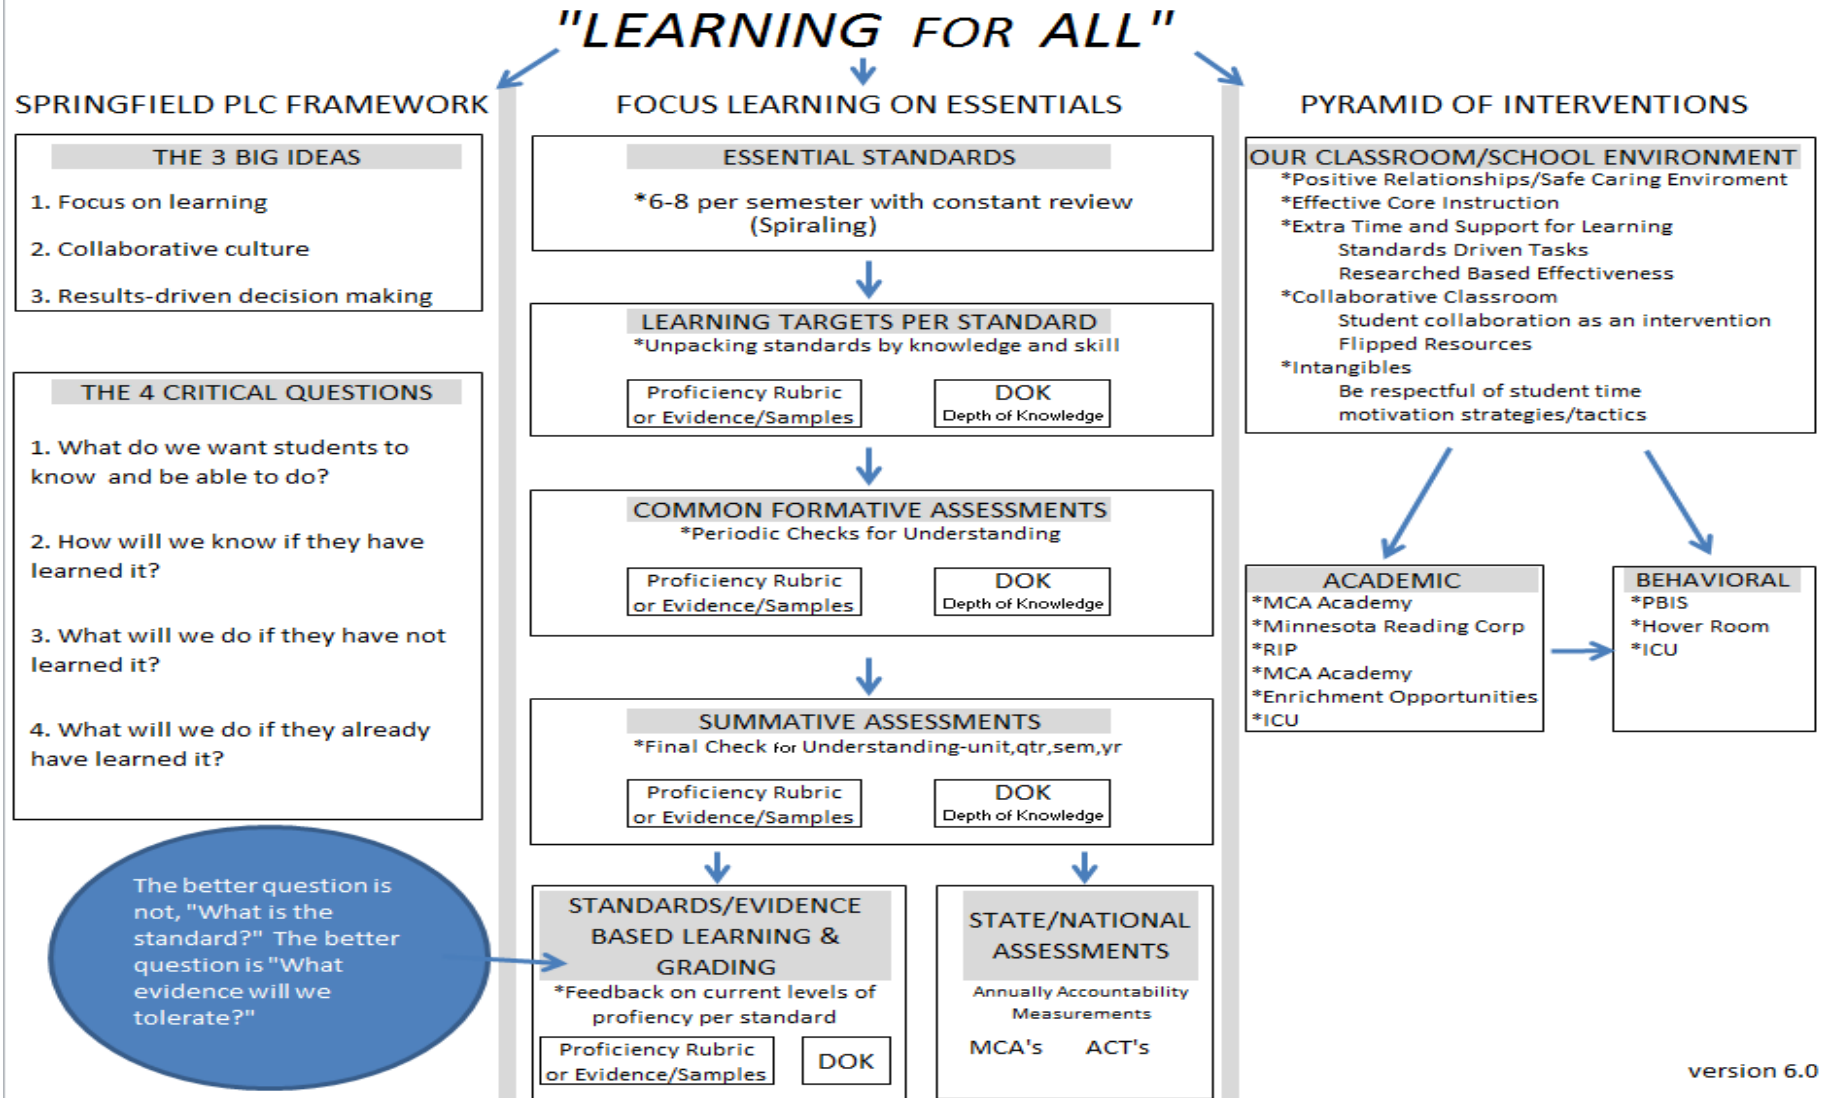 "LEARNING FOR ALL"
SPRINGFIELD PLC FRAMEWORK
THE 3 BIG IDEAS
1. Focus on learning
2. Collaborative culture
3. Results-driven decision making
THE 4 CRITICAL QUESTIONS
1. What do we want students to
know and be able to do?
2. How will we know if they have
learned it?
3. What will we do if they have not
learned it?
4. What will we do if they already
have learned it?
The better question is
not, "What is the
standard?" The better
question is "What
evidence will we
tolerate?"
FOCUS LEARNING ON ESSENTIALS
ESSENTIAL STANDARDS
*6-8 per semester with constant review
(Spiraling)
LEARNING TARGETS PER STANDARD
*Unpacking standards by knowledge and skill
Proficiency Rubric
or Evidence/Samples
DOK
Depth of Knowledge
COMMON FORMATIVE ASSESSMENTS
*Periodic Checks for Understanding
Proficiency Rubric
or Evidence/Samples
DOK
Depth of Knowledge
SUMMATIVE ASSESSMENTS
*Final Check for Understanding-unit,qtr,sem,yr
Proficiency Rubric
or Evidence/Samples
DOK
Depth of Knowledge
STANDARDS/EVIDENCE
BASED LEARNING &
GRADING
*Feedback on current levels of
profiency per standard
Proficiency Rubric
or Evidence/Samples
DOK
STATE/NATIONAL
ASSESSMENTS
Annually Accountability
Measurements
MCA's ACT's
PYRAMID OF INTERVENTIONS
OUR CLASSROOM/SCHOOL ENVIRONMENT
*Positive Relationships/Safe Caring Enviroment
*Effective Core Instruction
*Extra Time and Support for Learning
Standards Driven Tasks
Researched Based Effectiveness
*Collaborative Classroom
Student collaboration as an intervention
Flipped Resources
*Intangibles
Be respectful of student time
motivation strategies/tactics
ACADEMIC
*MCA Academy
*Minnesota Reading Corp
*RIP
*MCA Academy
*Enrichment Opportunities
*ICU
BEHAVIORAL
*PBIS
*Hover Room
*ICU
version 6.0